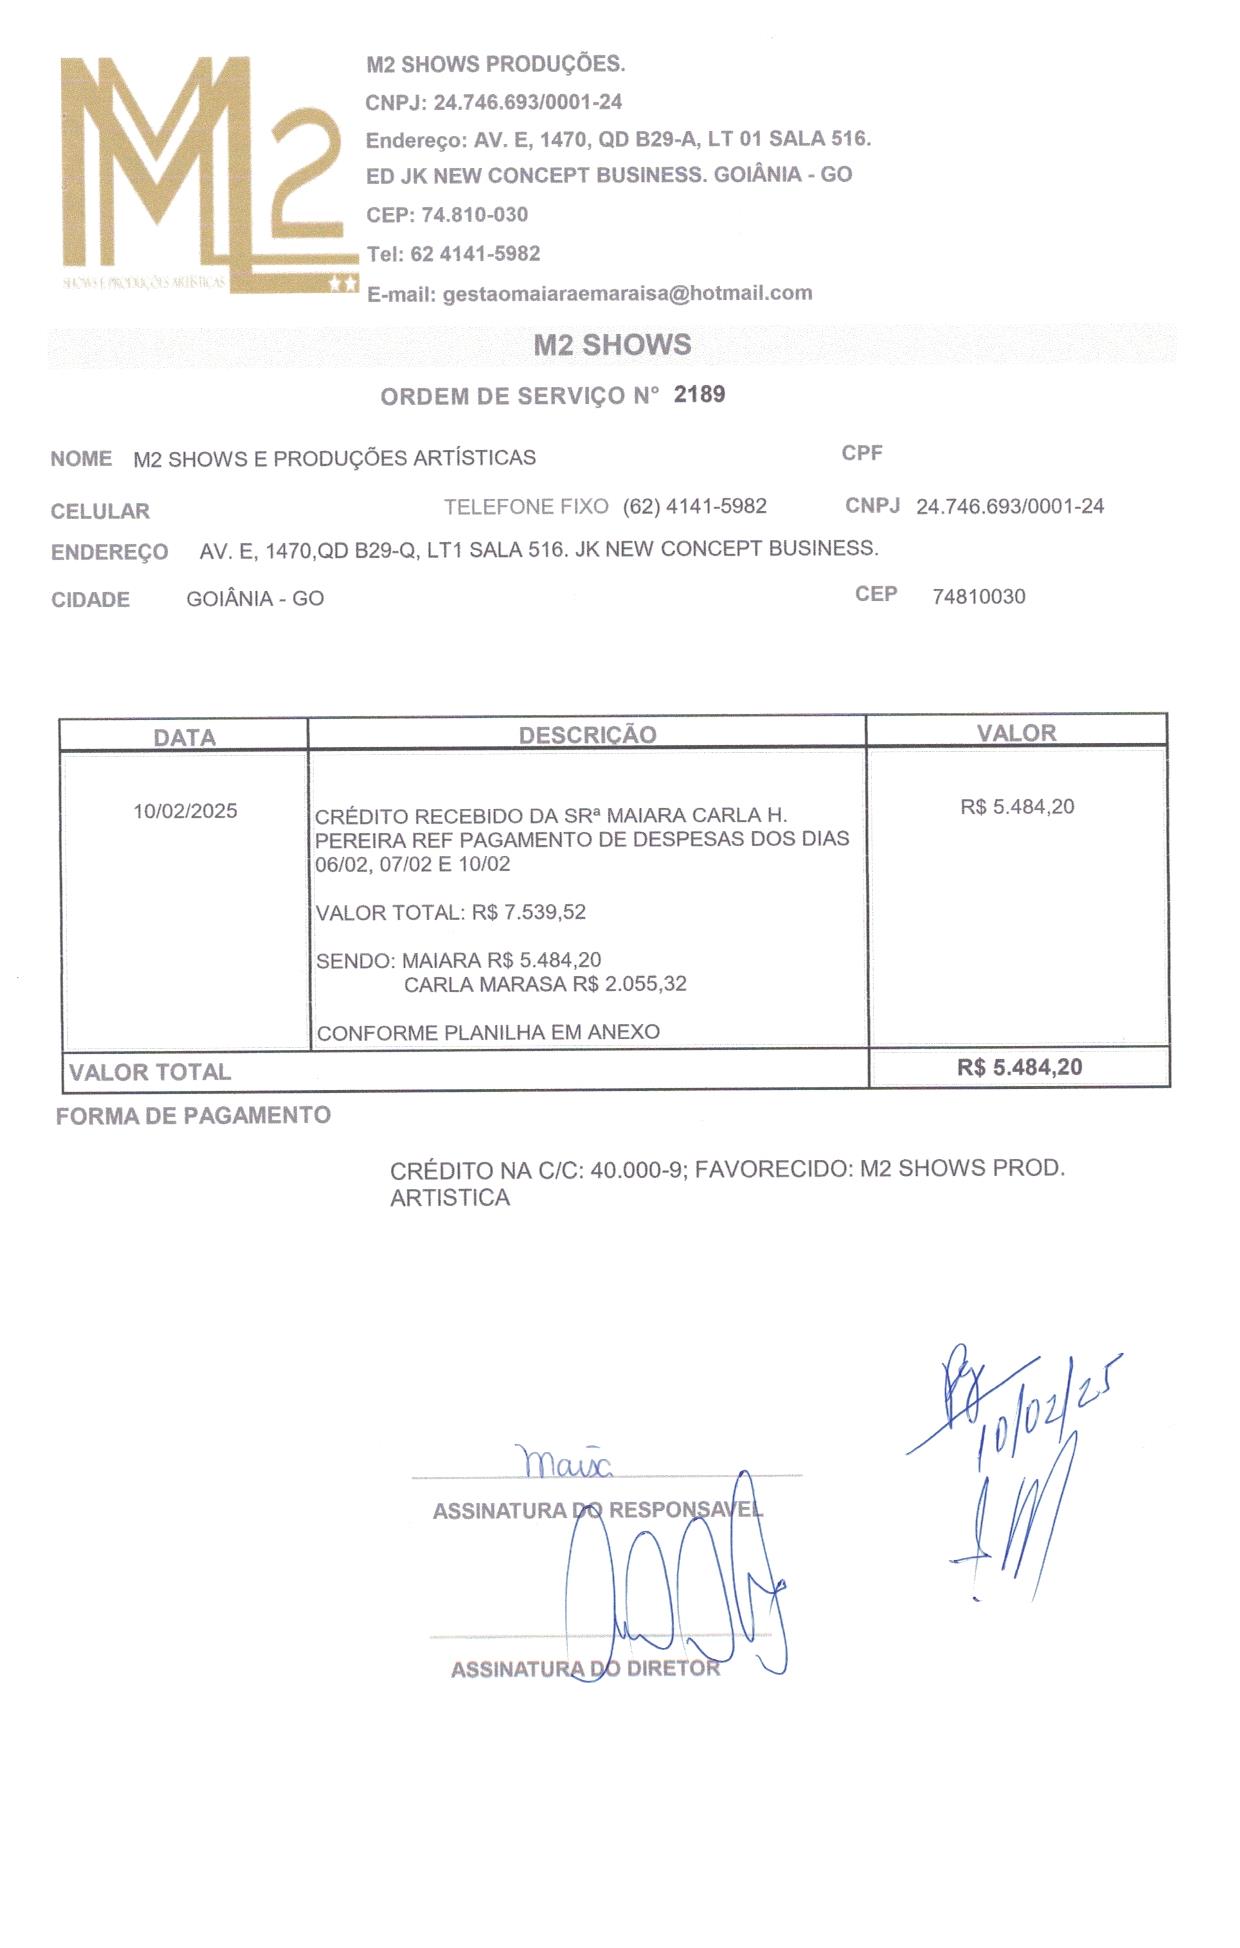 M2
SHOWS E PRODUÇÕES ARTÍSTICAS
M2 SHOWS PRODUÇÕES.
CNPJ: 24.746.693/0001-24
Endereço: AV. E, 1470, QD B29-A, LT 01 SALA 516.
ED JK NEW CONCEPT BUSINESS. GOIÂNIA - GO
CEP: 74.810-030
Tel: 62 4141-5982
E-mail: gestaomaiaraemaraisa@hotmail.com
M2 SHOWS
ORDEM DE SERVIÇO N° 2189
NOME M2 SHOWS E PRODUÇÕES ARTÍSTICAS CPF
CELULAR TELEFONE FIXO (62) 4141-5982 CNPJ 24.746.693/0001-24
ENDEREÇO AV. E, 1470,QD B29-Q, LT1 SALA 516. JK NEW CONCEPT BUSINESS.
CIDADE GOIÂNIA - GO CEP 74810030
DATA DESCRIÇÃO VALOR
10/02/2025 CRÉDITO RECEBIDO DA SRª MAIARA CARLA H. R$ 5.484,20
PEREIRA REF PAGAMENTO DE DESPESAS DOS DIAS
06/02, 07/02 E 10/02
VALOR TOTAL: R$ 7.539,52
SENDO: MAIARA R$ 5.484,20
CARLA MARASA R$ 2.055,32
CONFORME PLANILHA EM ANEXO
VALOR TOTAL R$ 5.484,20
FORMA DE PAGAMENTO
CRÉDITO NA C/C: 40.000-9; FAVORECIDO: M2 SHOWS PROD.
ARTISTICA
Pg 10/02/25
ASSINATURA DO RESPONSAVEL
ASSINATURA DO DIRETOR